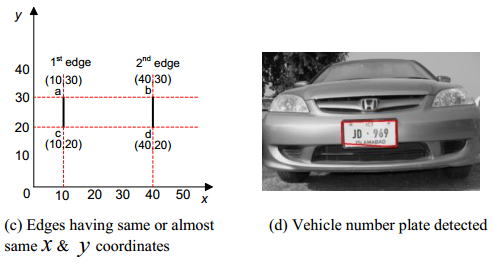 y
1st edge
2nd edge
(10,30)
(40,30)
a
b
40
30
20
10
c
d
(10,20)
(40,20)
0
10 20 30 40 50 x
(c) Edges having same or almost
same x & y coordinates
JD · 969
ISLAMABAD
(d) Vehicle number plate detected